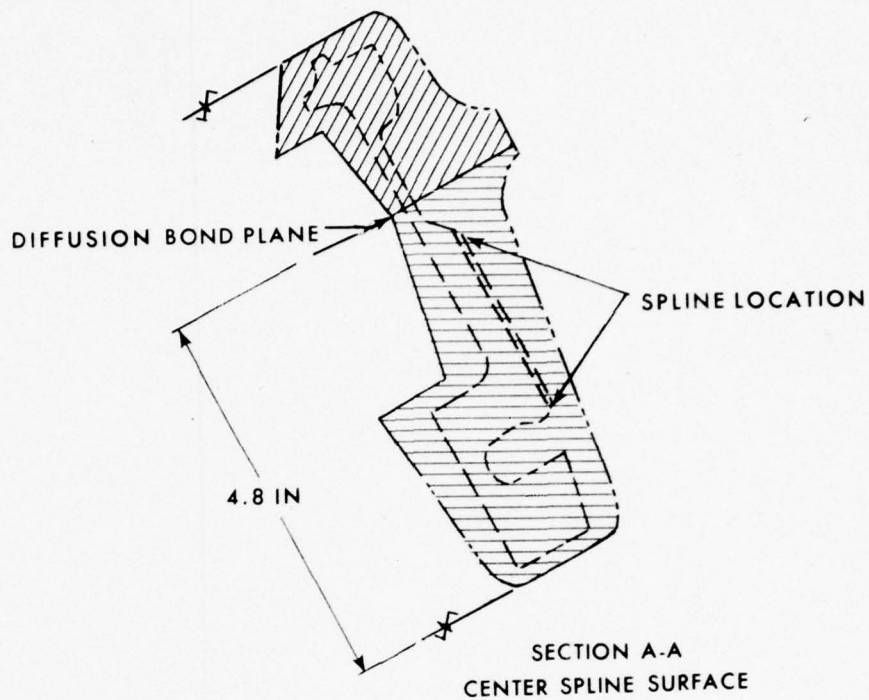 DIFFUSION BOND PLANE
SPLINE LOCATION
4.8 IN
SECTION A-A
CENTER SPLINE SURFACE